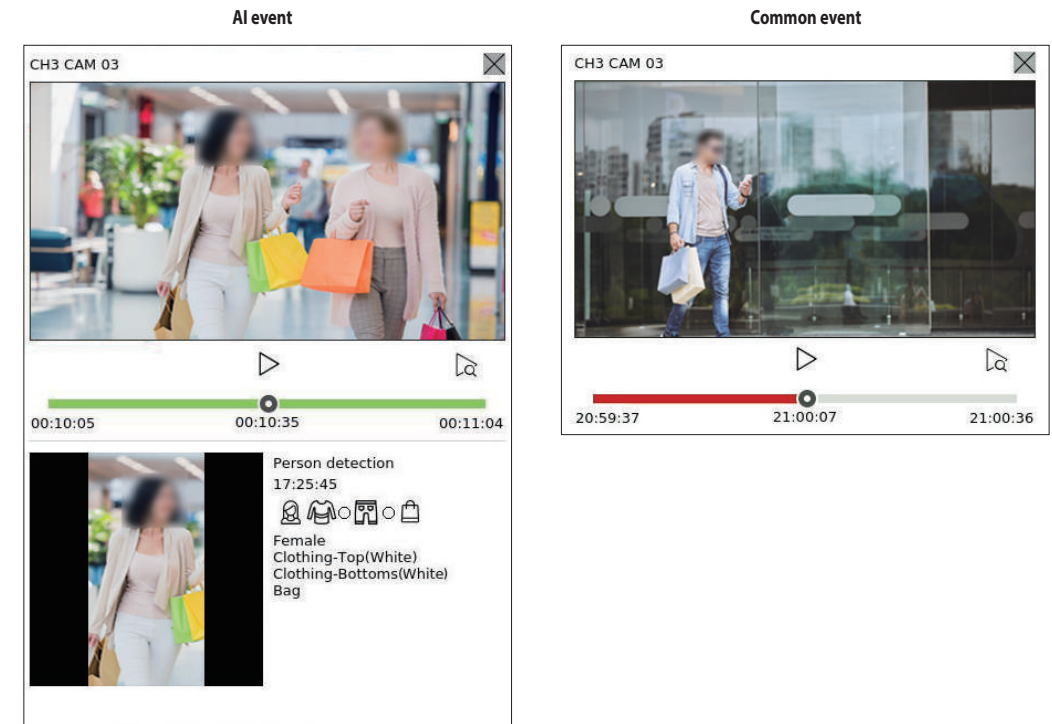 AI event
CH3 CAM 03
00:10:05
00:10:35
00:11:04
Person detection
17:25:45
Female
Clothing-Top(White)
Clothing-Bottoms(White)
Bag
Common event
CH3 CAM 03
20:59:37
21:00:07
21:00:36